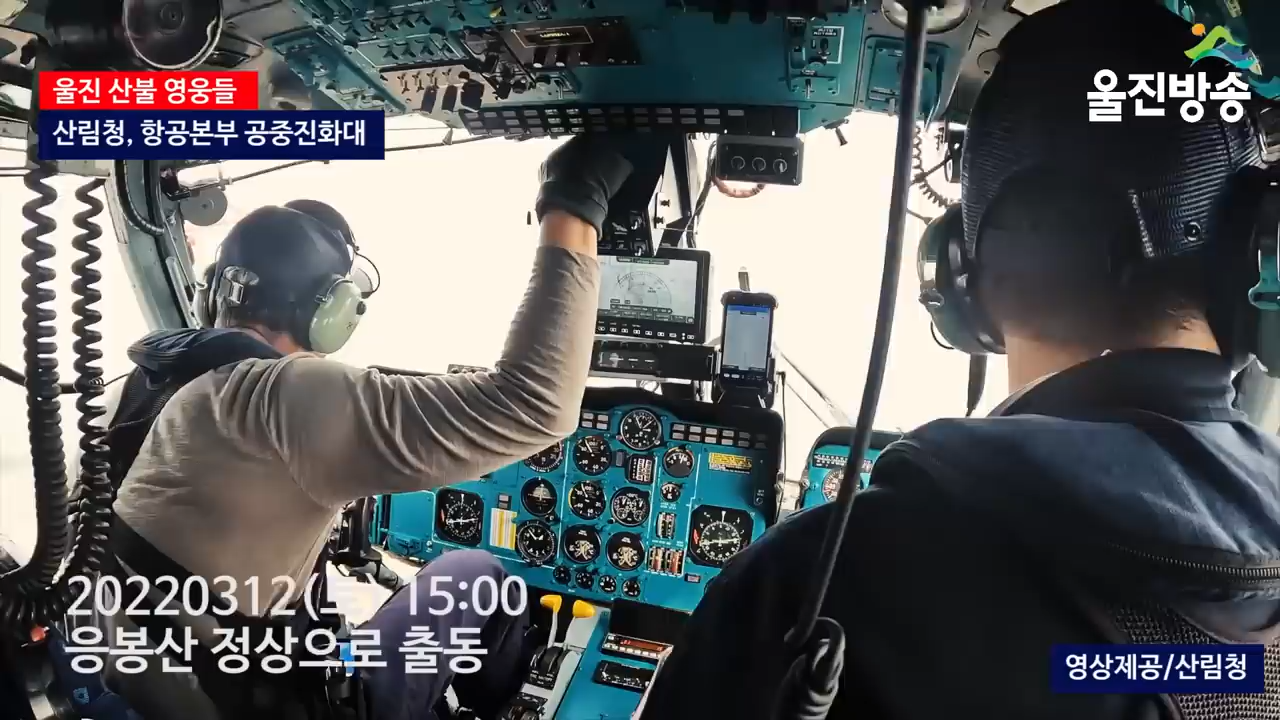 울진 산불 영웅들
산림청, 항공본부 공중진화대
울진방송
20220312(토) 15:00
응봉산 정상으로 출동
영상제공/산림청